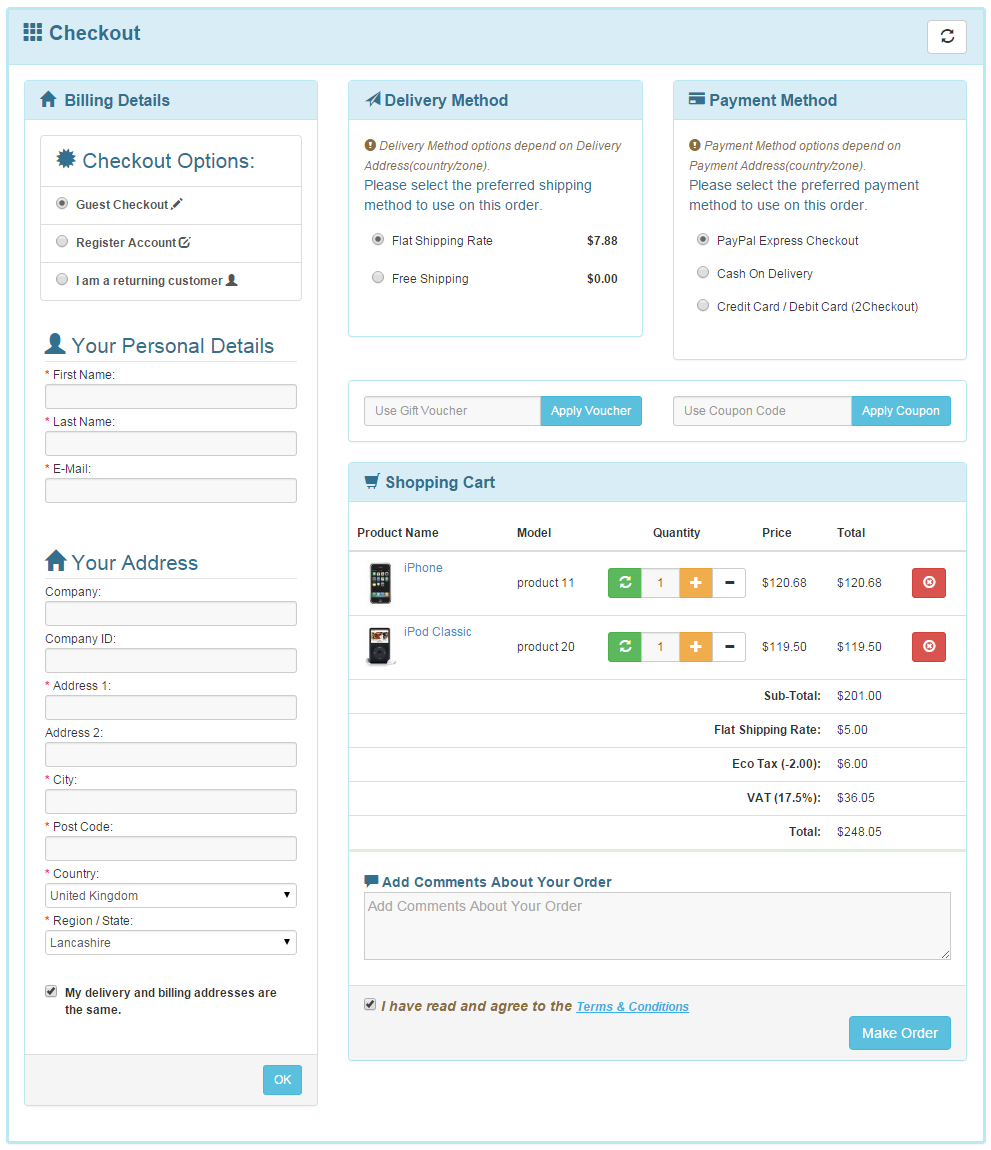 Checkout
Billing Details
Checkout Options:
Guest Checkout
Register Account
I am a returning customer
Your Personal Details
* First Name:
* Last Name:
* E-Mail:
Your Address
Company:
Company ID:
* Address 1:
Address 2:
* City:
* Post Code:
* Country:
United Kingdom
* Region / State:
Lancashire
My delivery and billing addresses are
the same.
OK
Delivery Method
Delivery Method options depend on Delivery
Address(country/zone).
Please select the preferred shipping
method to use on this order.
Flat Shipping Rate $7.88
Free Shipping $0.00
Payment Method
Payment Method options depend on
Payment Address(country/zone).
Please select the preferred payment
method to use on this order.
PayPal Express Checkout
Cash On Delivery
Credit Card / Debit Card (2Checkout)
Use Gift Voucher Apply Voucher Use Coupon Code Apply Coupon
Shopping Cart
Product Name Model Quantity Price Total
iPhone product 11 1 $120.68 $120.68
iPod Classic product 20 1 $119.50 $119.50
Sub-Total: $201.00
Flat Shipping Rate: $5.00
Eco Tax (-2.00): $6.00
VAT (17.5%): $36.05
Total: $248.05
Add Comments About Your Order
Add Comments About Your Order
I have read and agree to the Terms & Conditions
Make Order